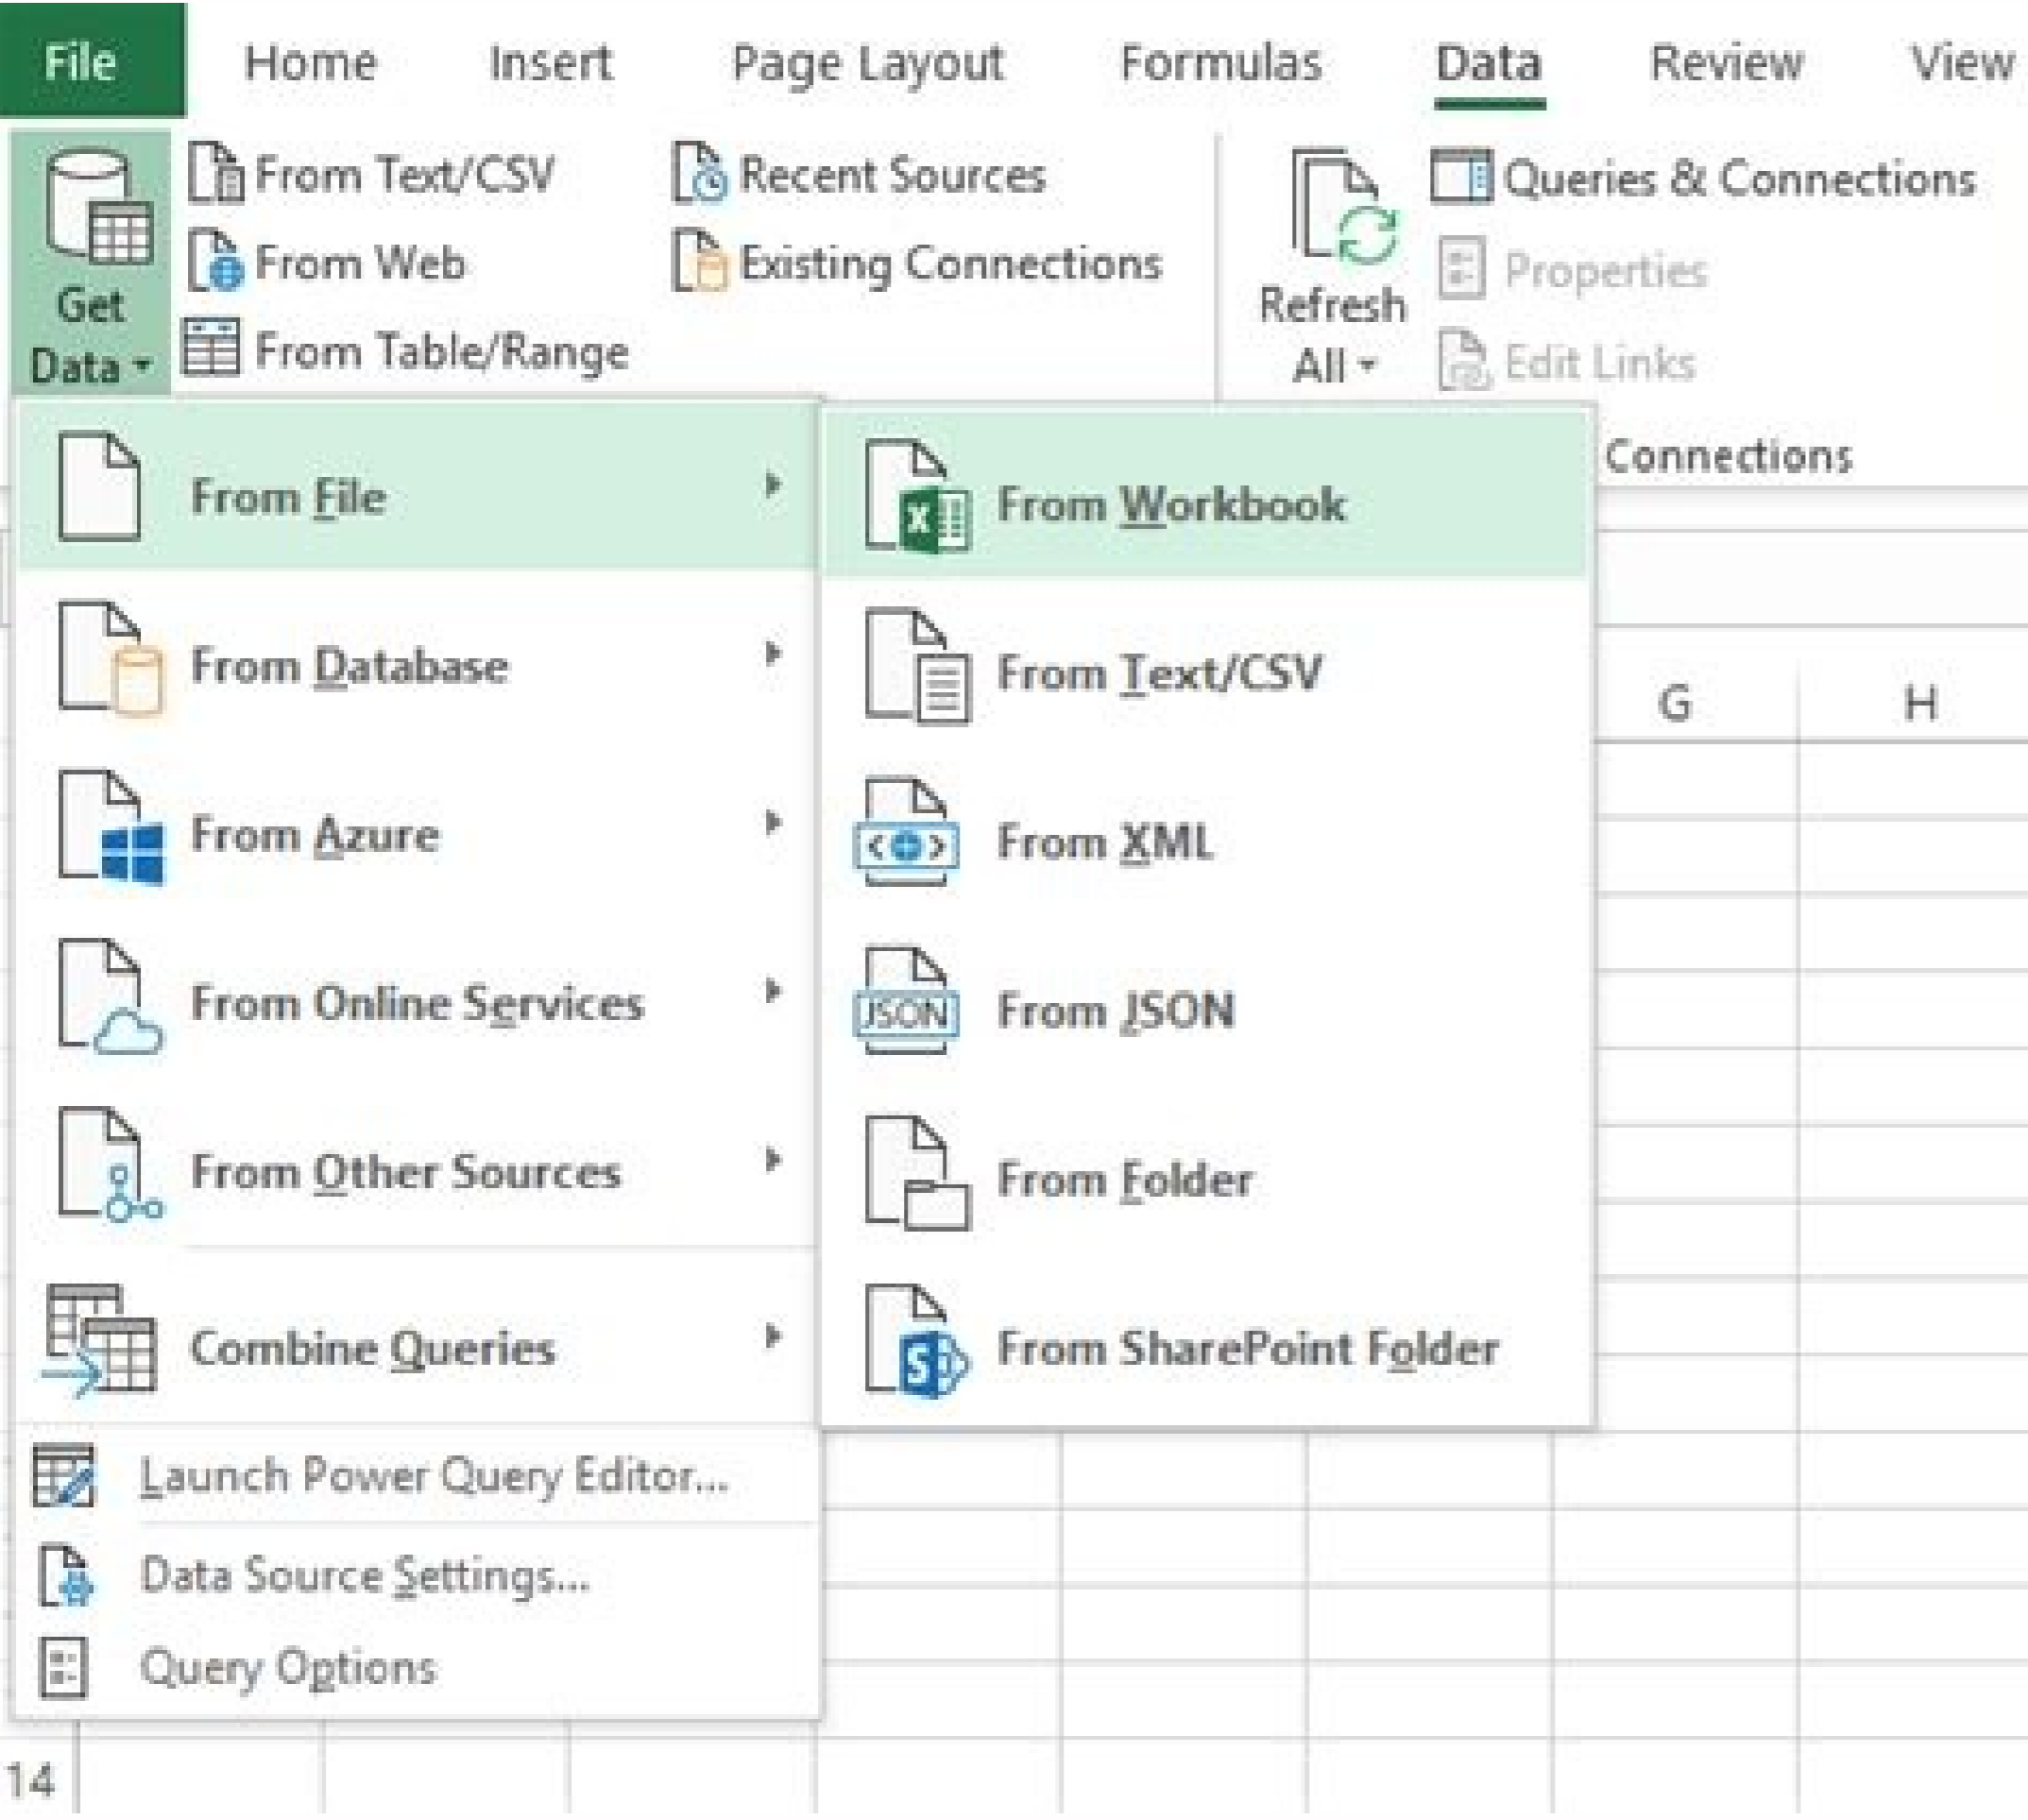 File Home Insert Page Layout Formulas Data Review View
From Text/CSV Recent Sources Queries & Connections
From Web Existing Connections Properties
Get Data From Table/Range Refresh All Edit Links
Connections
From File
From Database
From Azure
From Online Services
From Other Sources
Combine Queries
Launch Power Query Editor...
Data Source Settings...
Query Options
From Workbook
From Text/CSV
From XML
JSON From JSON
From Folder
From SharePoint Folder
G H
14